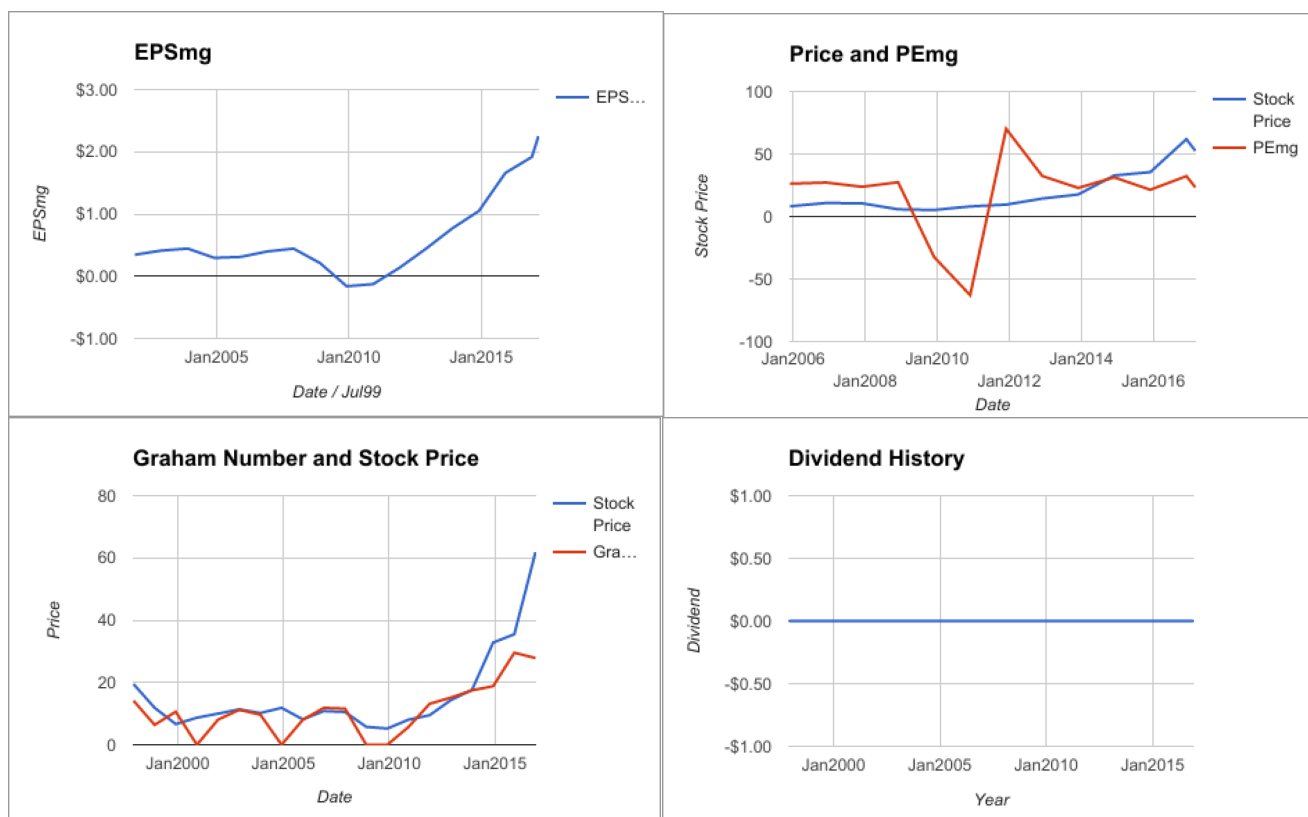 EPSmg
$3.00
$2.00
$1.00
$0.00
-$1.00
EPSmg
EPS…
Jan2005
Jan2010
Jan2015
Date / Jul99
Price and PEmg
100
50
0
-50
-100
Stock Price
Stock
Price
PEmg
Jan2006
Jan2010
Jan2014
Jan2008
Jan2012
Jan2016
Date
Graham Number and Stock Price
80
60
40
20
0
Price
Stock
Price
Gra…
Jan2000
Jan2005
Jan2010
Jan2015
Date
Dividend History
$1.00
$0.50
$0.00
-$0.50
-$1.00
Dividend
Jan2000
Jan2005
Jan2010
Jan2015
Year